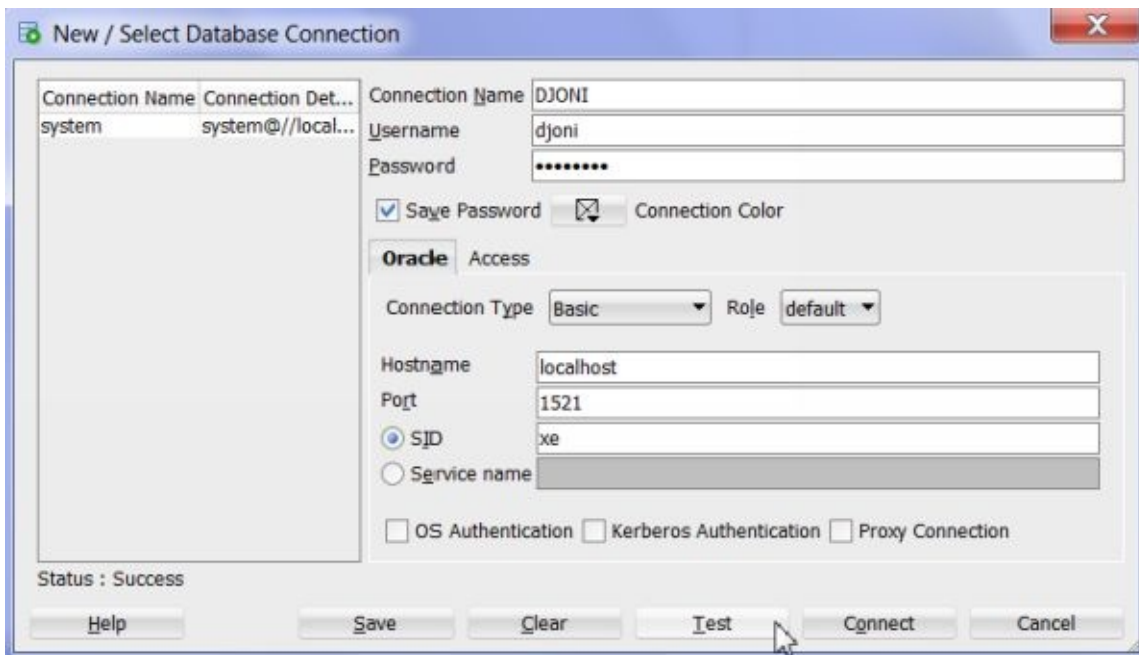 New / Select Database Connection
Connection Name Connection Det...
system system@//local...
Connection Name DJONI
Username djoni
Password ••••••••
Save Password Connection Color
Oracle Access
Connection Type Basic Role default
Hostname localhost
Port 1521
SID xe
Service name
OS Authentication Kerberos Authentication Proxy Connection
Status : Success
Help Save Clear Test Connect Cancel